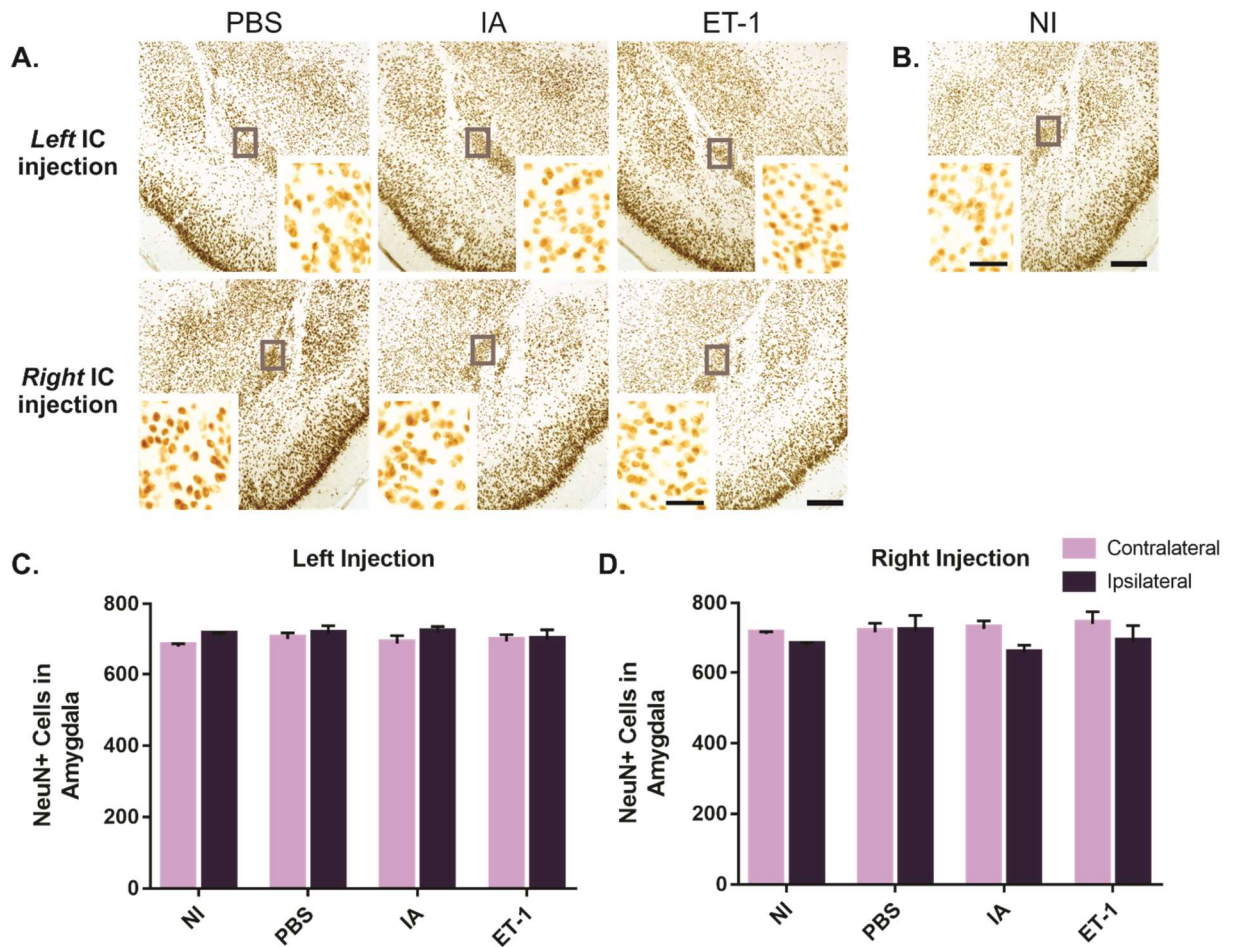 PBS IA ET-1 NI
A. B.
Left IC
injection
Right IC
injection
C. Left Injection
NeuN+ Cells in
Amygdala
800
600
400
200
0
NI PBS IA ET-1
D. Right Injection
Contralateral
Ipsilateral
NeuN+ Cells in
Amygdala
800
600
400
200
0
NI PBS IA ET-1